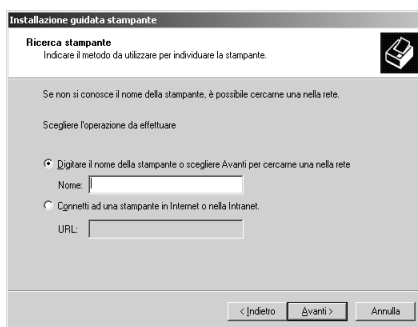 Installazione guidata stampante
Ricerca stampante
Indicare il metodo da utilizzare per individuare la stampante.
Se non si conosce il nome della stampante, è possibile cercarne una nella rete.
Scegliere l'operazione da effettuare
Digitare il nome della stampante o scegliere Avanti per cercarne una nella rete
Nome:
Connetti ad una stampante in Internet o nella Intranet.
URL:
< Indietro
Avanti >
Annulla